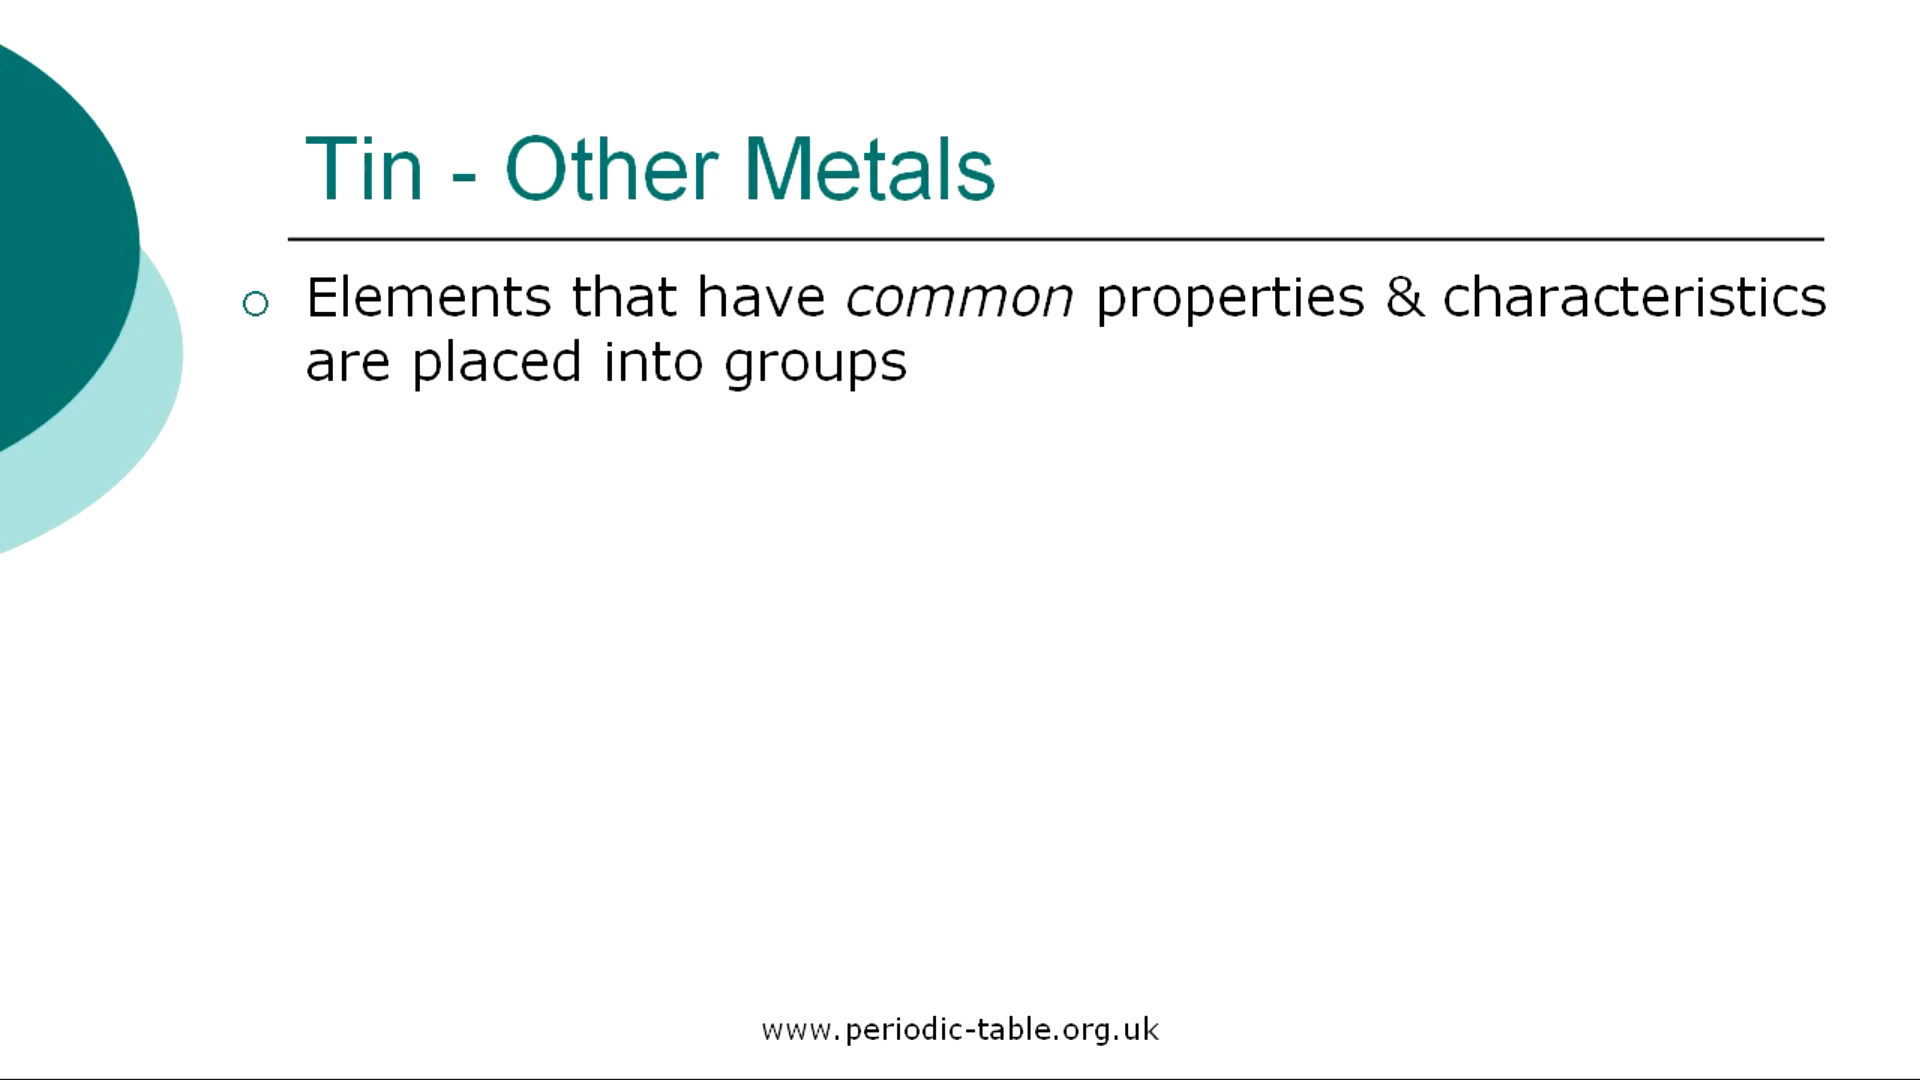 Tin - Other Metals
Elements that have common properties & characteristics
are placed into groups
www.periodic-table.org.uk